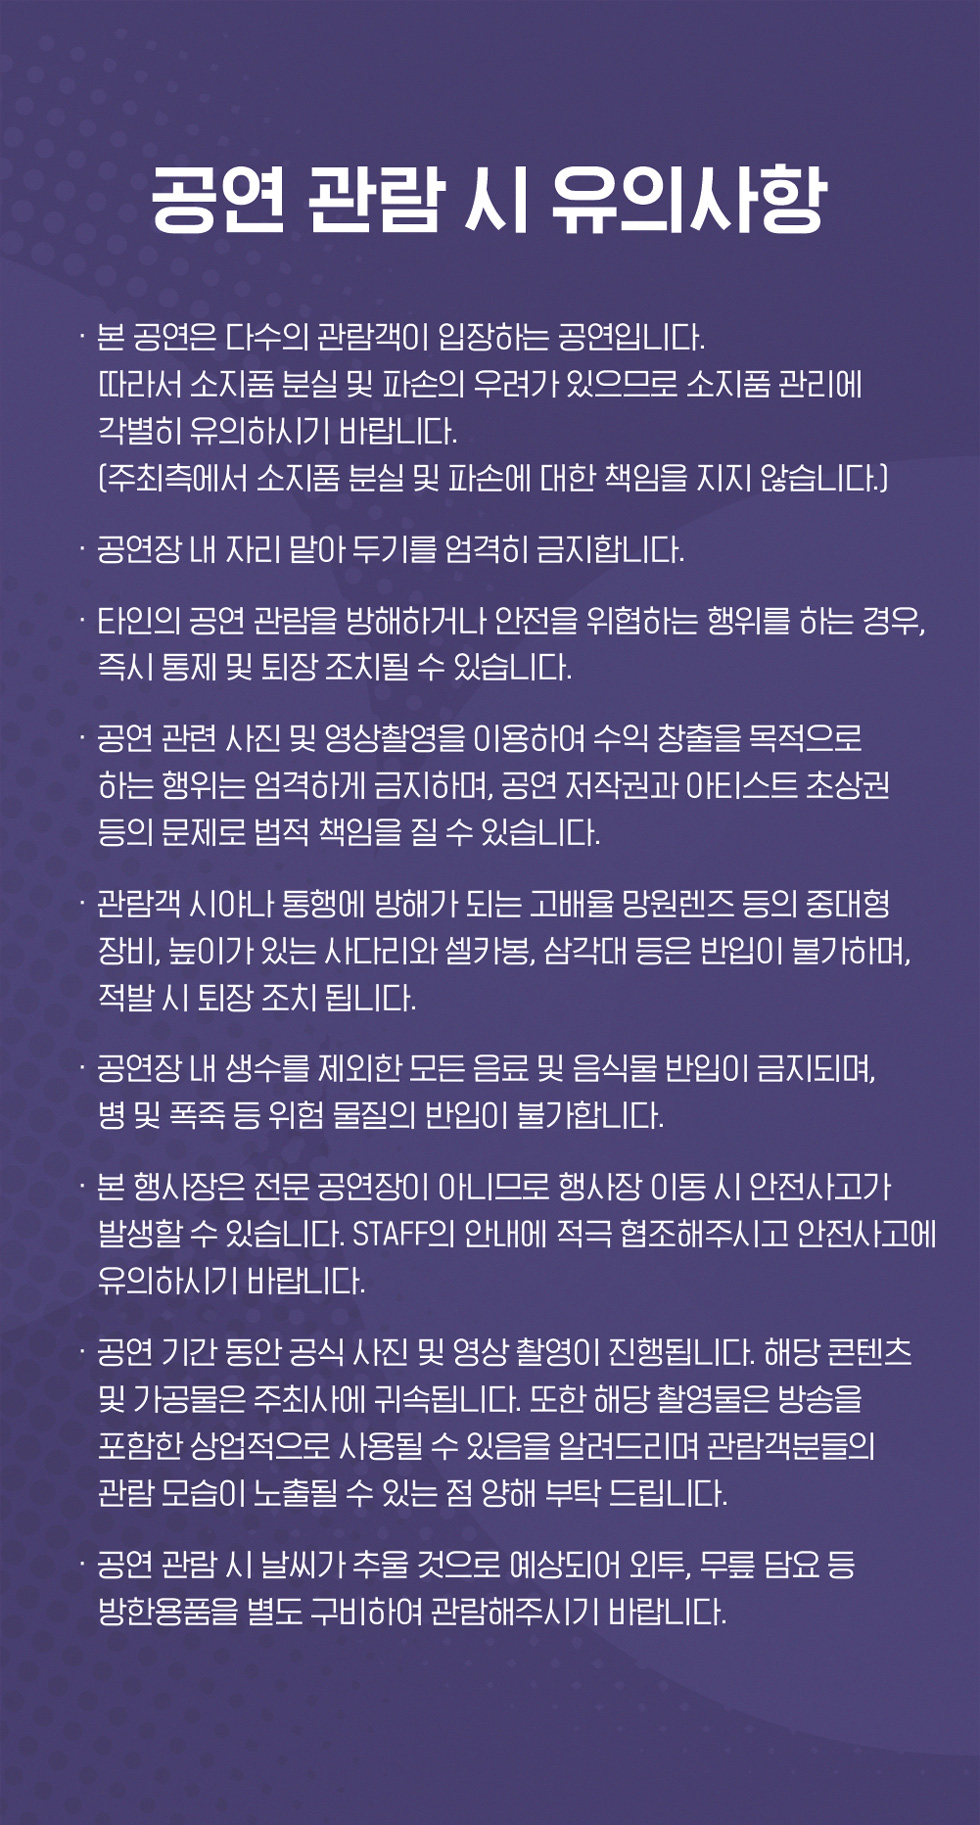 공연 관람 시 유의사항
· 본 공연은 다수의 관람객이 입장하는 공연입니다.
따라서 소지품 분실 및 파손의 우려가 있으므로 소지품 관리에
각별히 유의하시기 바랍니다.
(주최측에서 소지품 분실 및 파손에 대한 책임을 지지 않습니다.)
· 공연장 내 자리 맡아 두기를 엄격히 금지합니다.
· 타인의 공연 관람을 방해하거나 안전을 위협하는 행위를 하는 경우,
즉시 통제 및 퇴장 조치될 수 있습니다.
· 공연 관련 사진 및 영상촬영을 이용하여 수익 창출을 목적으로
하는 행위는 엄격하게 금지하며, 공연 저작권과 아티스트 초상권
등의 문제로 법적 책임을 질 수 있습니다.
· 관람객 시야나 통행에 방해가 되는 고배율 망원렌즈 등의 중대형
장비, 높이가 있는 사다리와 셀카봉, 삼각대 등은 반입이 불가하며,
적발 시 퇴장 조치 됩니다.
· 공연장 내 생수를 제외한 모든 음료 및 음식물 반입이 금지되며,
병 및 폭죽 등 위험 물질의 반입이 불가합니다.
· 본 행사장은 전문 공연장이 아니므로 행사장 이동 시 안전사고가
발생할 수 있습니다. STAFF의 안내에 적극 협조해주시고 안전사고에
유의하시기 바랍니다.
· 공연 기간 동안 공식 사진 및 영상 촬영이 진행됩니다. 해당 콘텐츠
및 가공물은 주최사에 귀속됩니다. 또한 해당 촬영물은 방송을
포함한 상업적으로 사용될 수 있음을 알려드리며 관람객분들의
관람 모습이 노출될 수 있는 점 양해 부탁 드립니다.
· 공연 관람 시 날씨가 추울 것으로 예상되어 외투, 무릎 담요 등
방한용품을 별도 구비하여 관람해주시기 바랍니다.